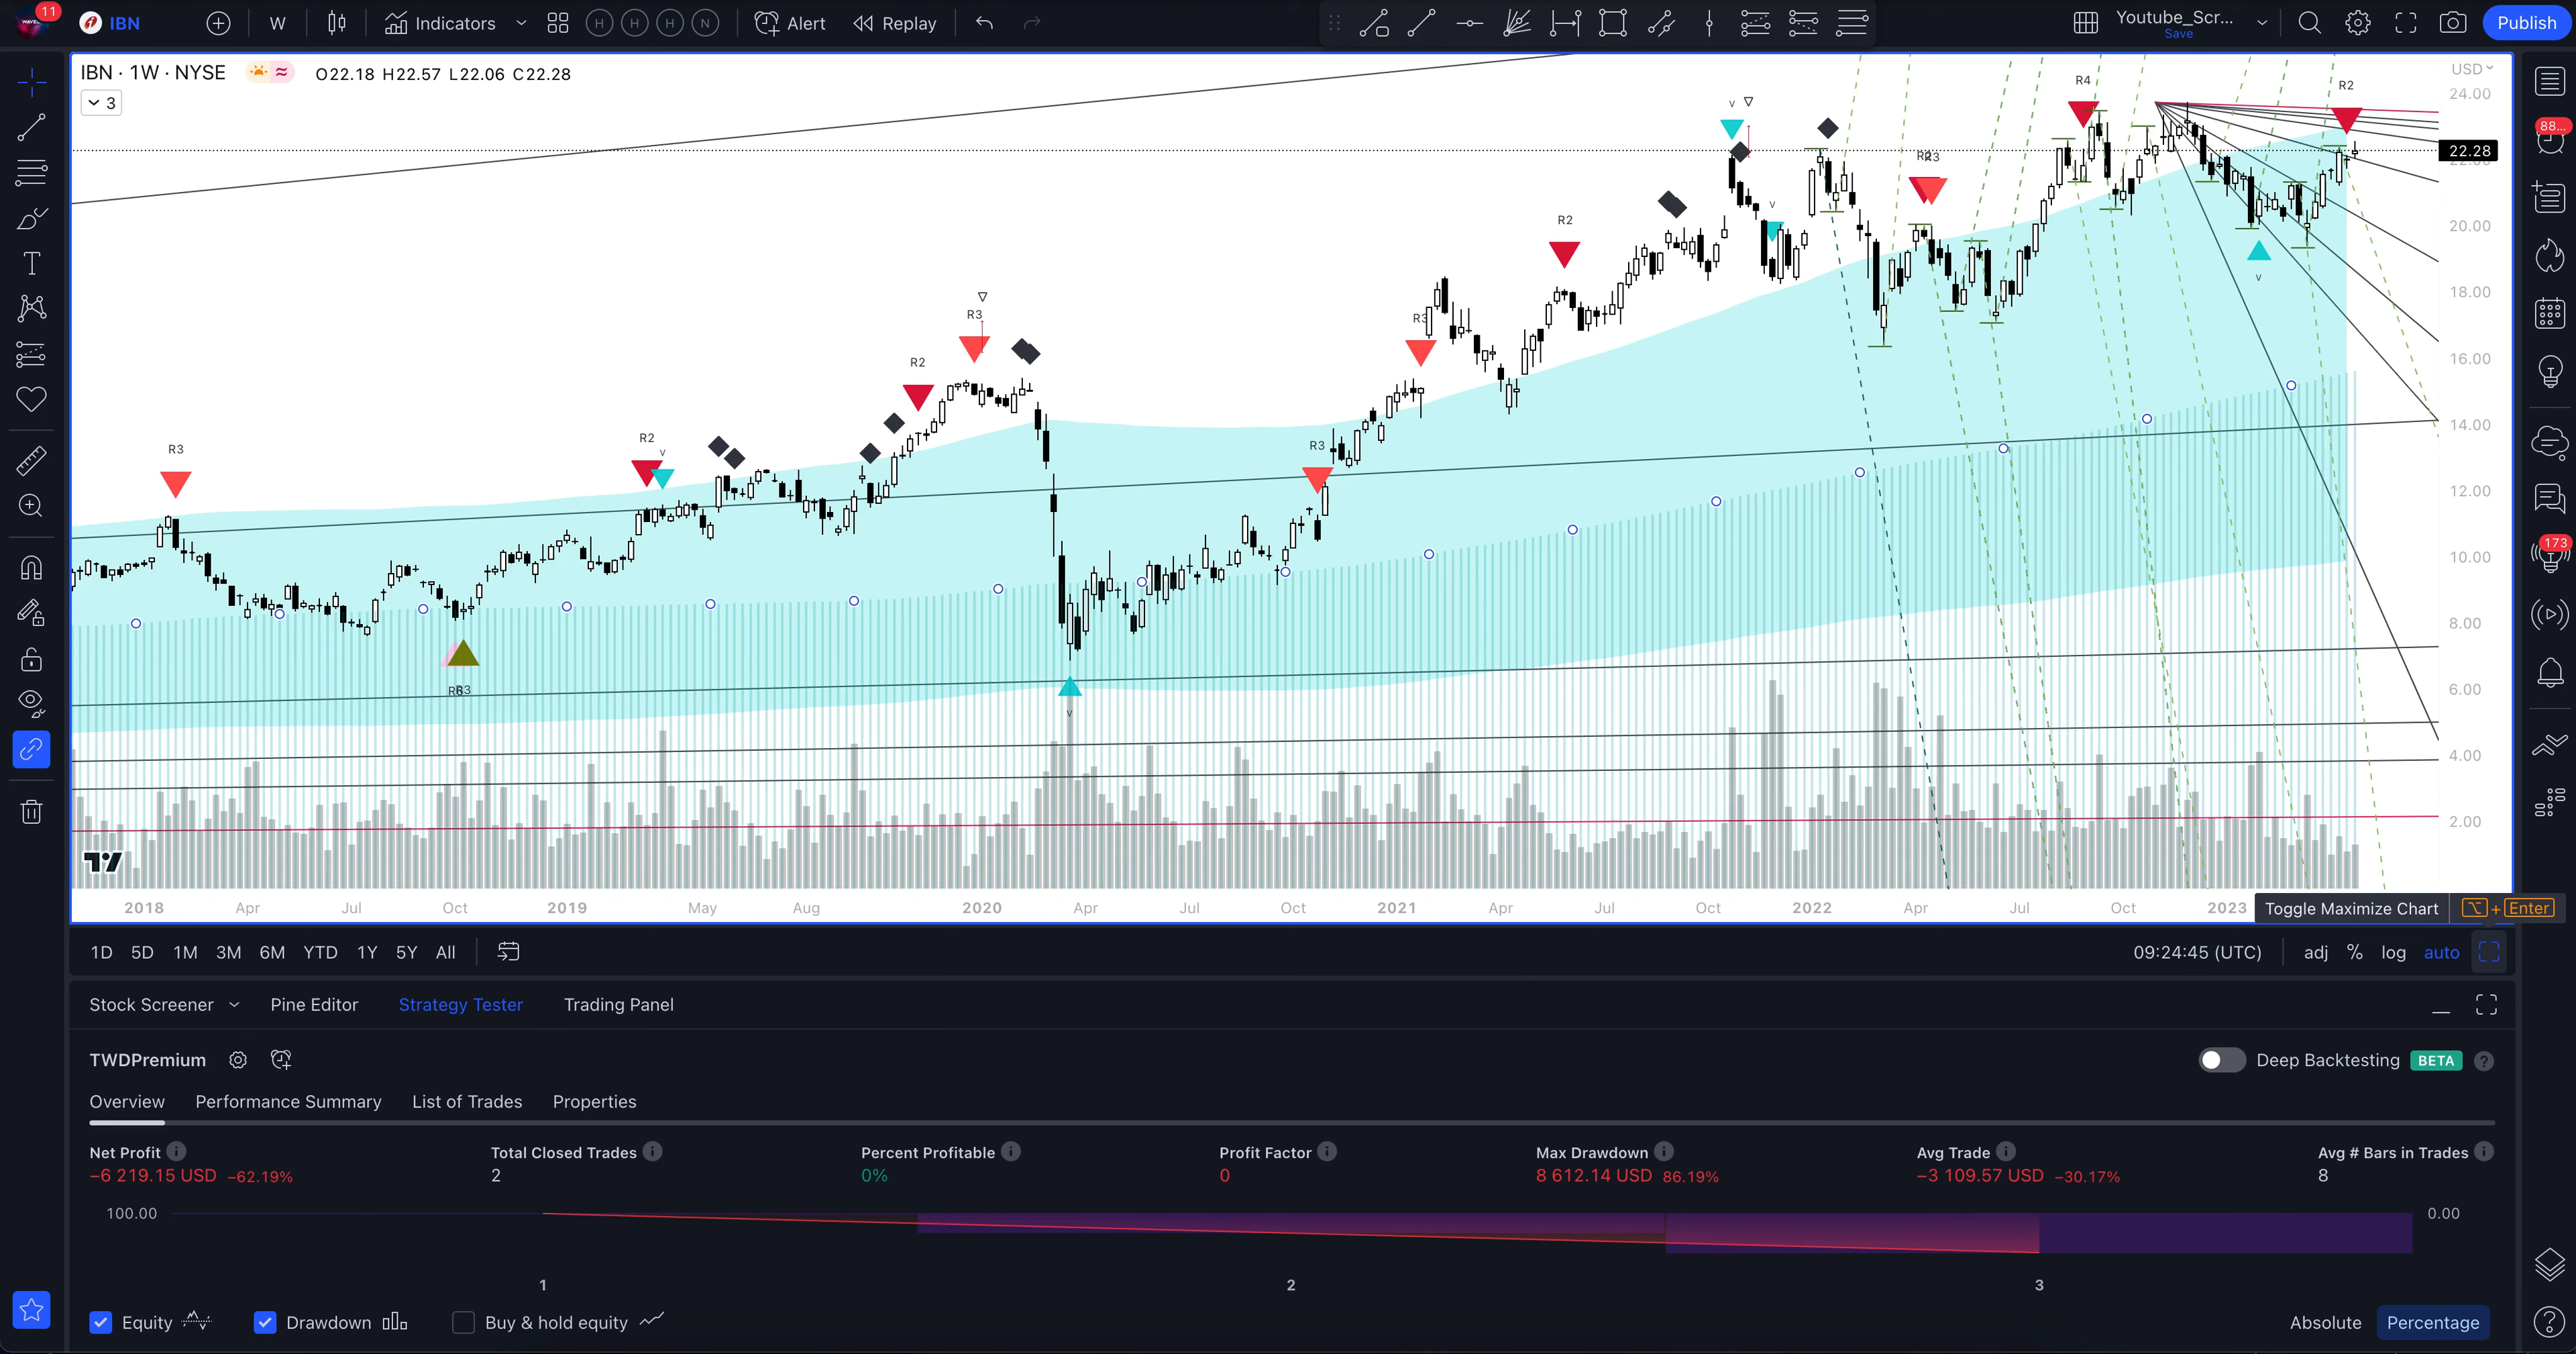 11
IBN
W
Indicators
H
H
H
N
Alert
Replay
Youtube_Scr...
Save
Publish
IBN · 1W · NYSE
O22.18 H22.57 L22.06 C22.28
3
USD
24.00
22.28
20.00
18.00
16.00
14.00
12.00
10.00
8.00
6.00
4.00
2.00
R3
R3
R2
v
R2
R3
v
R3
R3
R2
v
v
R3
R4
v
R2
88...
173
2018 Apr Jul Oct 2019 May Aug 2020 Apr Jul Oct 2021 Apr Jul Oct 2022 Apr Jul Oct 2023
Toggle Maximize Chart
⌥ + Enter
1D 5D 1M 3M 6M YTD 1Y 5Y All
09:24:45 (UTC)
adj % log auto
Stock Screener Pine Editor Strategy Tester Trading Panel
TWDPremium
Deep Backtesting BETA
Overview Performance Summary List of Trades Properties
Net Profit
−6 219.15 USD −62.19%
Total Closed Trades
2
Percent Profitable
0%
Profit Factor
0
Max Drawdown
8 612.14 USD 86.19%
Avg Trade
−3 109.57 USD −30.17%
Avg # Bars in Trades
8
100.00
0.00
1 2 3
Equity
Drawdown
Buy & hold equity
Absolute
Percentage